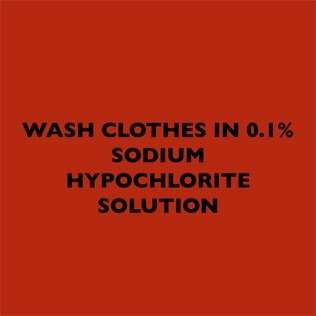 WASH CLOTHES IN 0.1%
SODIUM
HYPOCHLORITE
SOLUTION